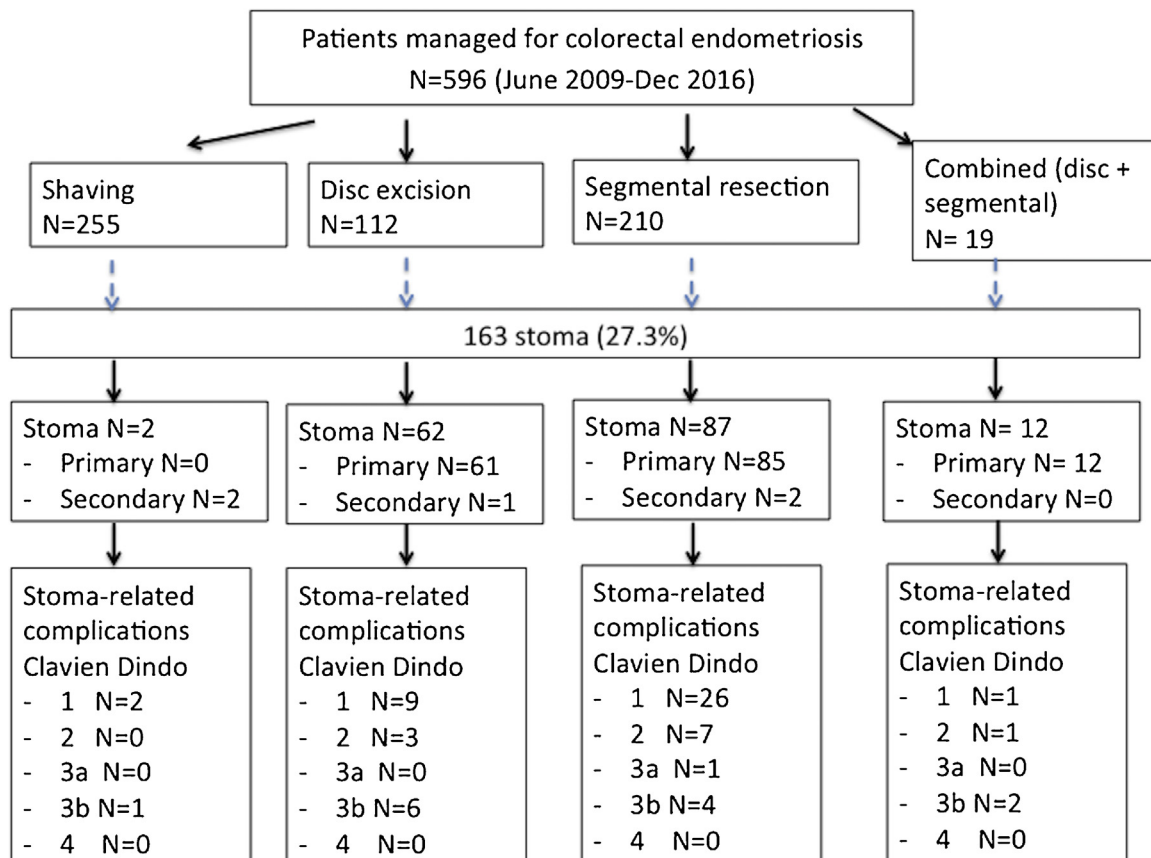 Patients managed for colorectal endometriosis
N=596 (June 2009-Dec 2016)
Shaving
N=255
Disc excision
N=112
Segmental resection
N=210
Combined (disc +
segmental)
N= 19
163 stoma (27.3%)
Stoma N=2
- Primary N=0
- Secondary N=2
Stoma N=62
- Primary N=61
- Secondary N=1
Stoma N=87
- Primary N=85
- Secondary N=2
Stoma N= 12
- Primary N= 12
- Secondary N=0
Stoma-related
complications
Clavien Dindo
- 1 N=2
- 2 N=0
- 3a N=0
- 3b N=1
- 4 N=0
Stoma-related
complications
Clavien Dindo
- 1 N=9
- 2 N=3
- 3a N=0
- 3b N=6
- 4 N=0
Stoma-related
complications
Clavien Dindo
- 1 N=26
- 2 N=7
- 3a N=1
- 3b N=4
- 4 N=0
Stoma-related
complications
Clavien Dindo
- 1 N=1
- 2 N=1
- 3a N=0
- 3b N=2
- 4 N=0